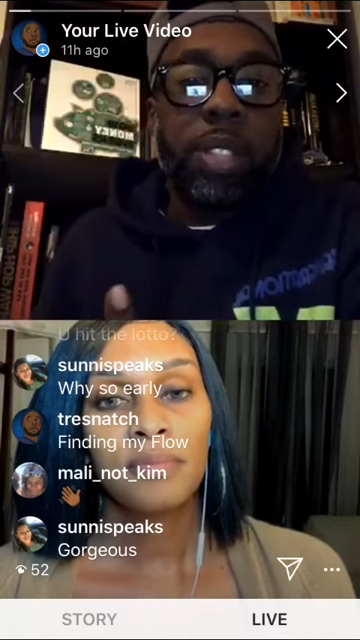 Your Live Video
11h ago
MONEY
U hit the lotto?
sunnispeaks
Why so early
tresnatch
Finding my Flow
mali_not_kim
👋🏾
sunnispeaks
Gorgeous
52
STORY
LIVE